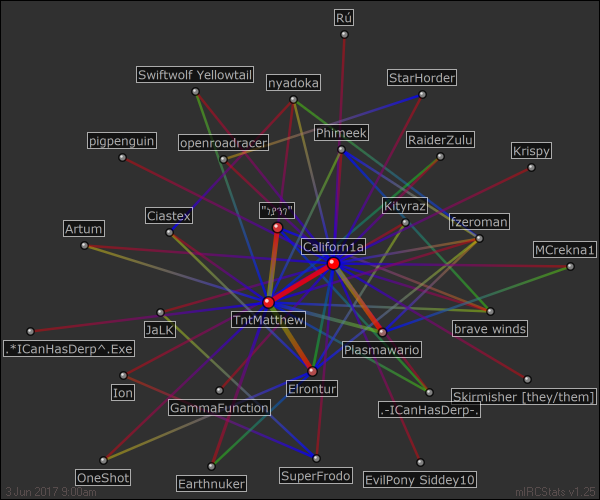 Rú
Swiftwolf Yellowtail
nyadoka
StarHorder
pigpenguin
openroadracer
Phimeek
RaiderZulu
Krispy
Artum
Ciastex
Kityraz
fzeroman
Californ1a
MCrekna1
TntMatthew
JaLK
brave winds
.*ICanHasDerp^.Exe
Plasmawario
Ion
Elrontur
GammaFunction
.-ICanHasDerp-.
Skirmisher [they/them]
OneShot
Earthnuker
SuperFrodo
EvilPony Siddey10
3 Jun 2017 9:00am
mIRCStats v1.25